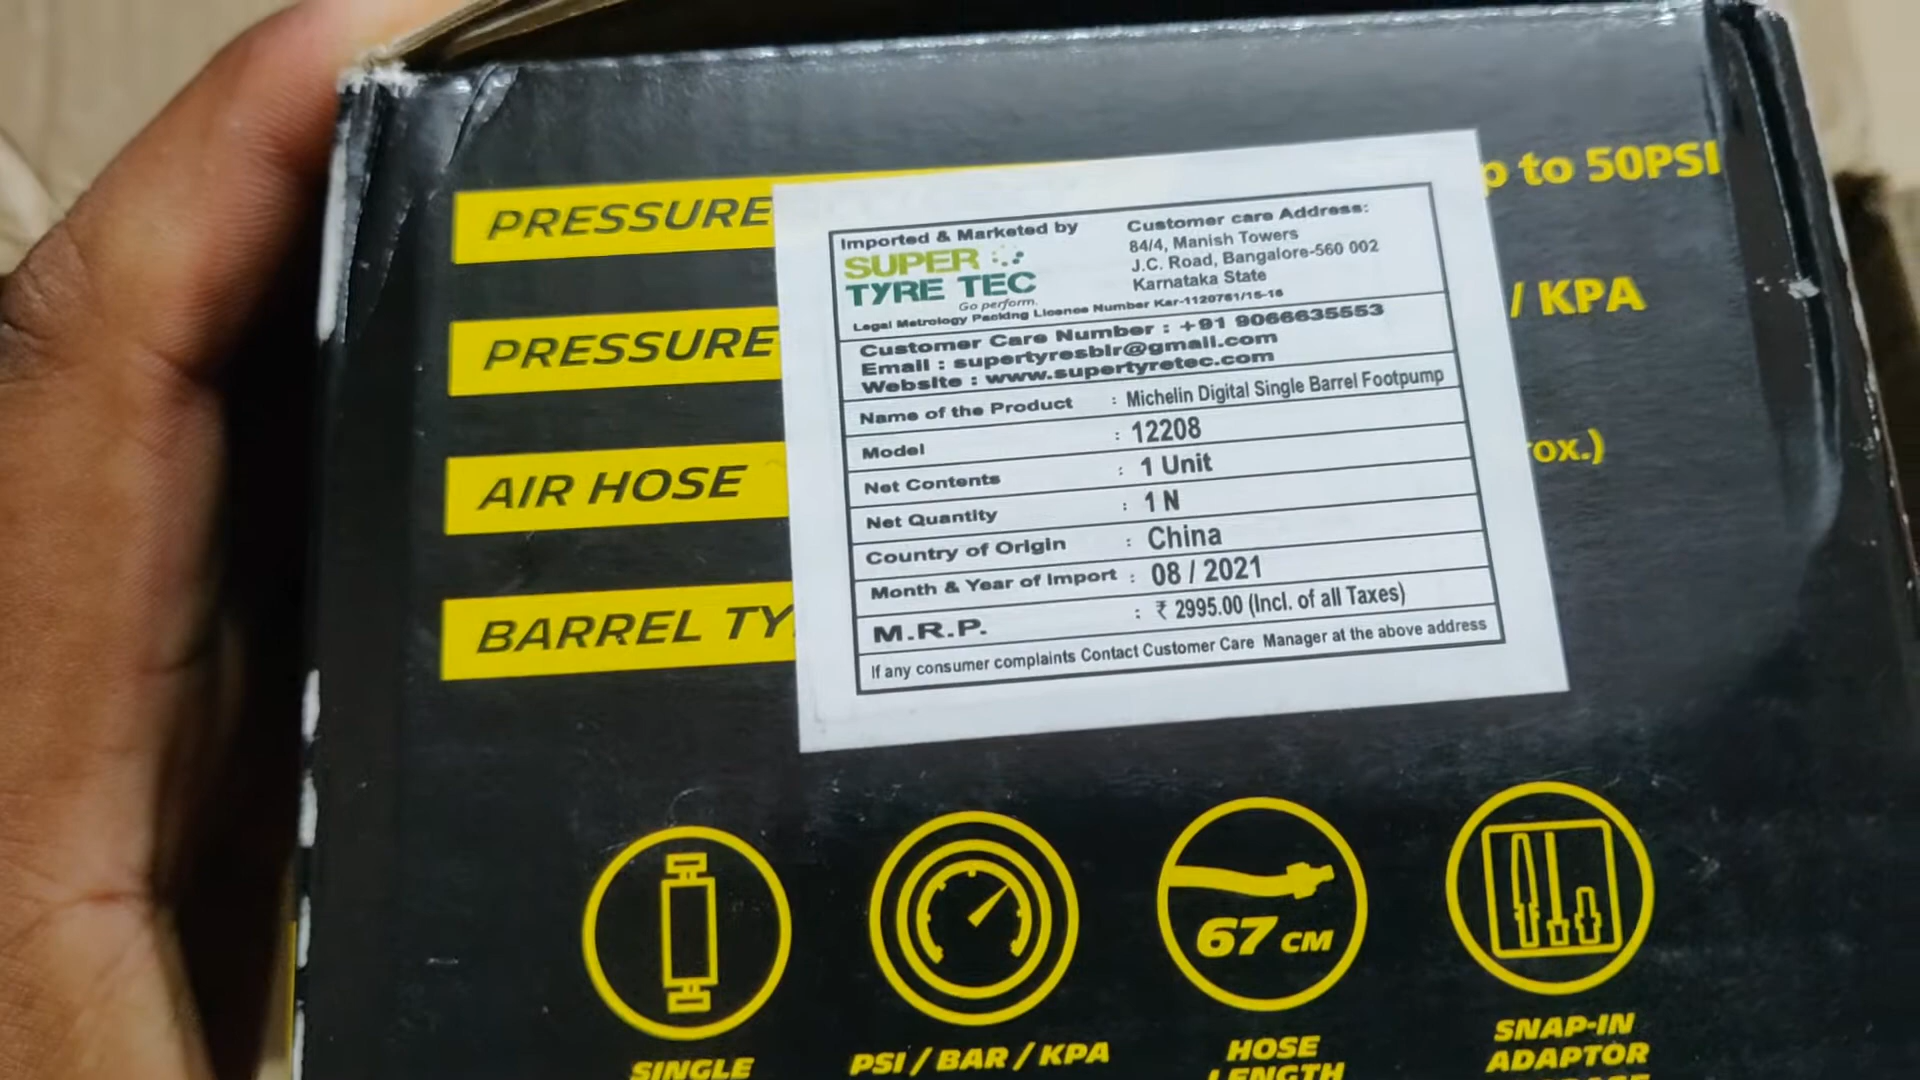 PRESSURE
to 50PSI
PRESSURE
/ KPA
AIR HOSE
ox.)
BARREL TY
Imported & Marketed by
SUPER
TYRE TEC
Go perform.
Customer care Address:
84/4, Manish Towers
J.C. Road, Bangalore-560 002
Karnataka State
Legal Metrology Packing Licence Number Kar-1120761/15-16
Customer Care Number : +91 9066635553
Email : supertyresblr@gmail.com
Website : www.supertyretec.com
Name of the Product : Michelin Digital Single Barrel Footpump
Model : 12208
Net Contents : 1 Unit
Net Quantity : 1 N
Country of Origin : China
Month & Year of Import : 08 / 2021
M.R.P. : ₹ 2995.00 (Incl. of all Taxes)
If any consumer complaints Contact Customer Care Manager at the above address
67 CM
SINGLE
PSI / BAR / KPA
HOSE
LENGTH
SNAP-IN
ADAPTOR